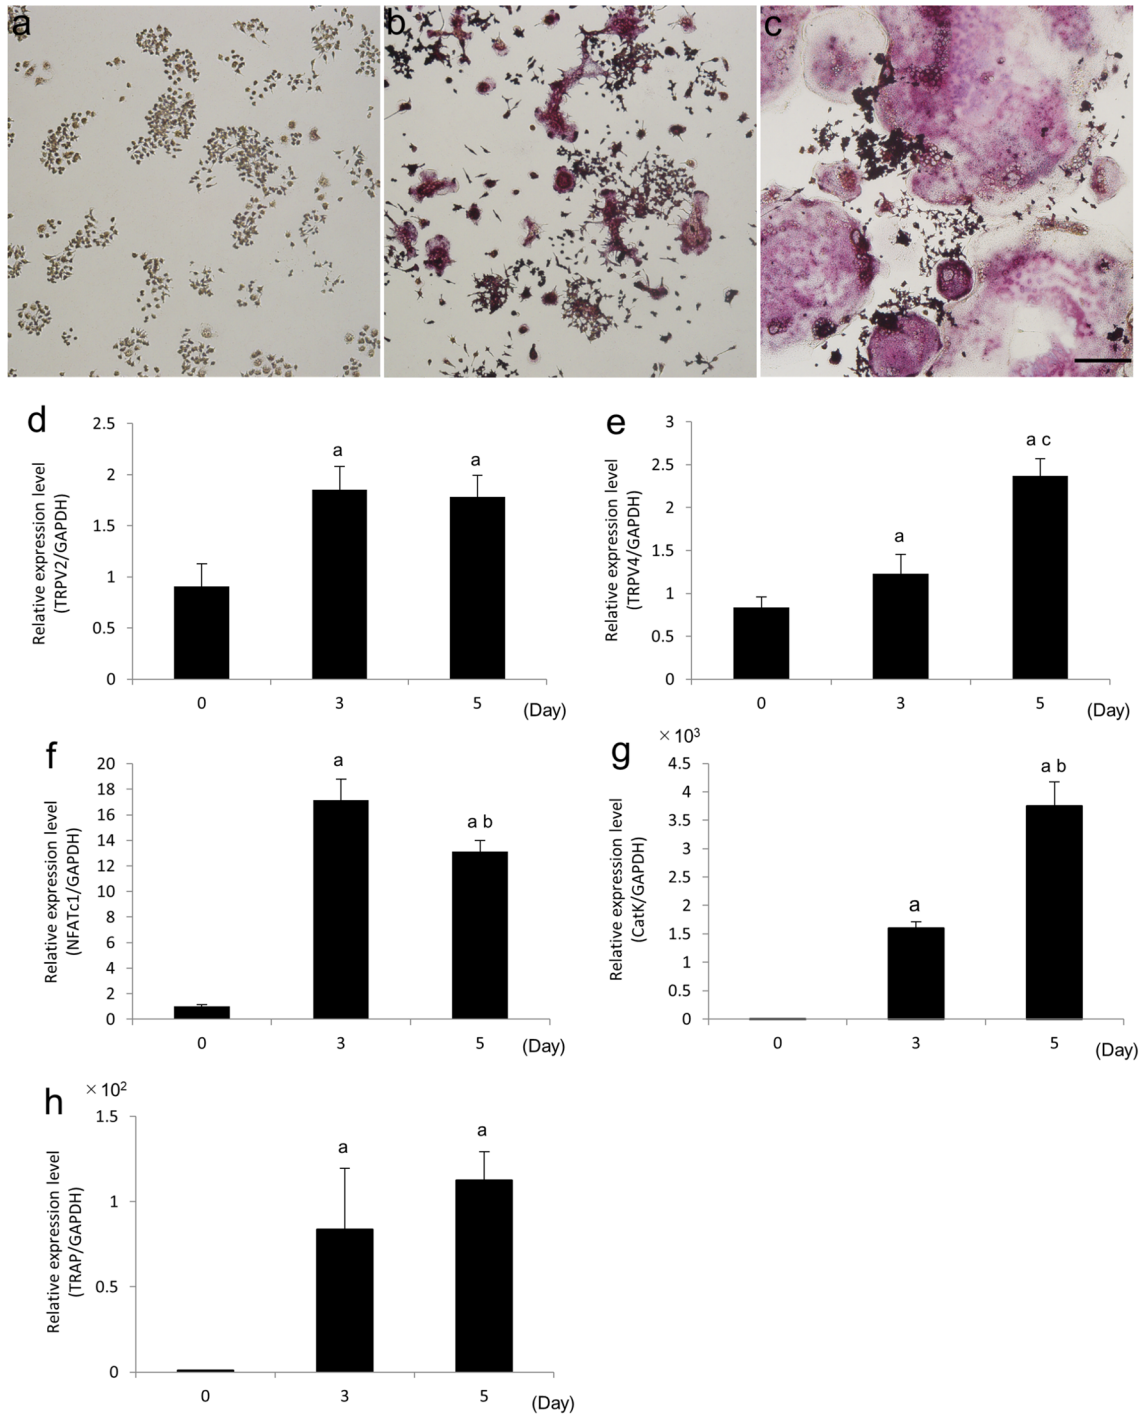 a
b
c
d
Relative expression level
(TRPV2/GAPDH)
2.5
2
1.5
1
0.5
0
a
a
0
3
5
(Day)
e
Relative expression level
(TRPV4/GAPDH)
3
2.5
2
1.5
1
0.5
0
a
a c
0
3
5
(Day)
f
Relative expression level
(NFATc1/GAPDH)
20
18
16
14
12
10
8
6
4
2
0
a
a b
0
3
5
(Day)
g
× 10³
Relative expression level
(CatK/GAPDH)
4.5
4
3.5
3
2.5
2
1.5
1
0.5
0
a
a b
0
3
5
(Day)
h
× 10²
Relative expression level
(TRAP/GAPDH)
1.5
1
0.5
0
a
a
0
3
5
(Day)